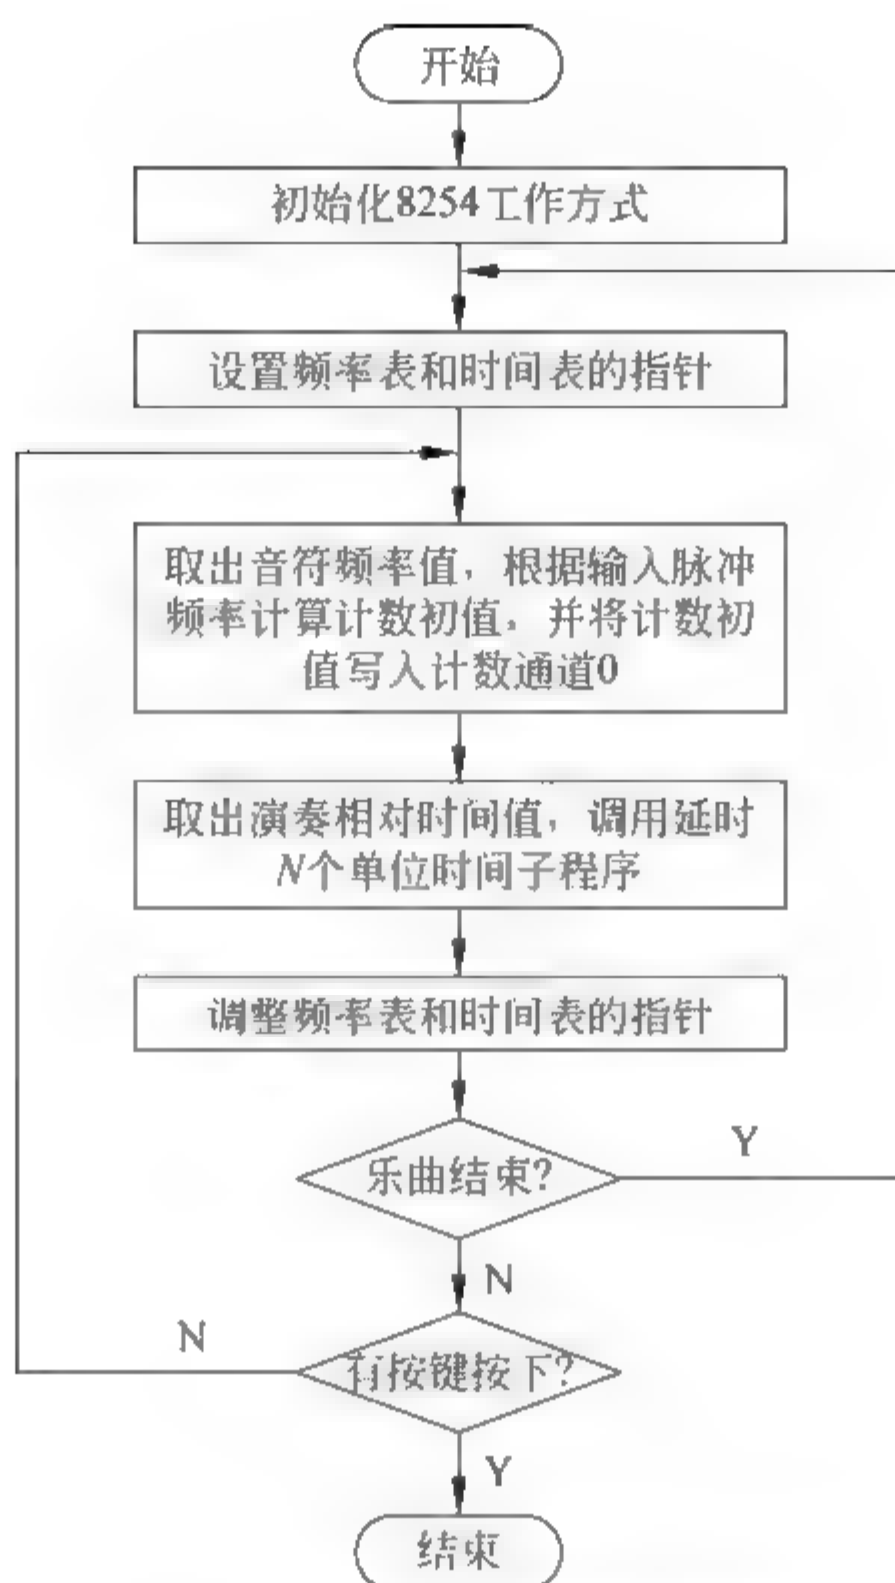 开始
初始化8254工作方式
设置频率表和时间表的指针
取出音符频率值，根据输入脉冲
频率计算计数初值，并将计数初
值写入计数通道0
取出演奏相对时间值，调用延时
N个单位时间子程序
调整频率表和时间表的指针
乐曲结束?
Y
N
有按键按下?
N
Y
结束